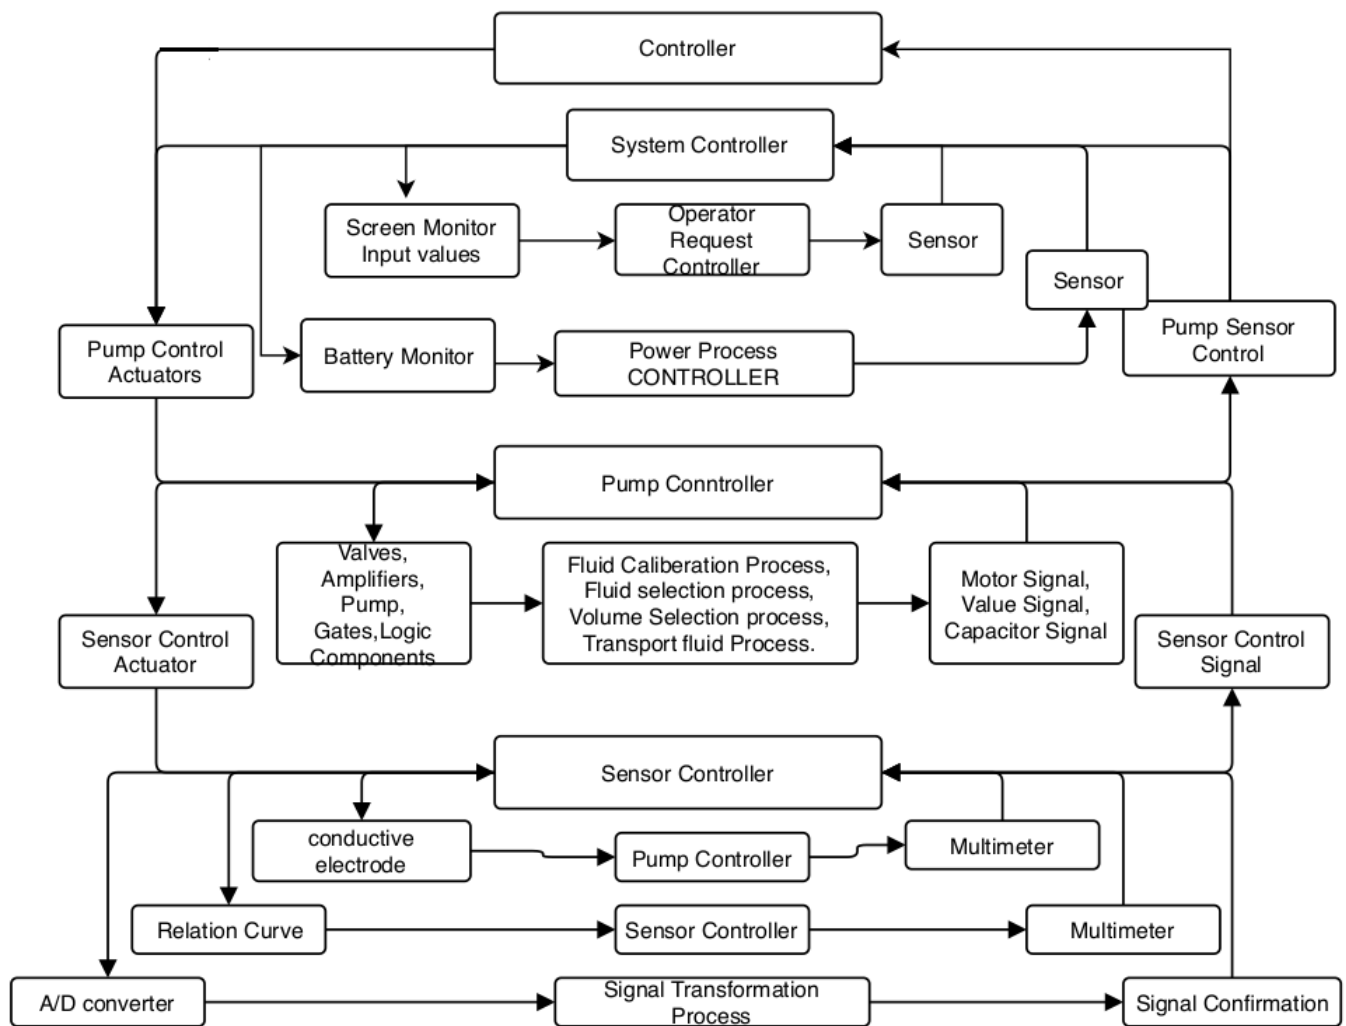 Controller
System Controller
Screen Monitor
Input values
Operator
Request
Controller
Sensor
Sensor
Pump Control
Actuators
Battery Monitor
Power Process
CONTROLLER
Pump Sensor
Control
Pump Conntroller
Valves,
Amplifiers,
Pump,
Gates,Logic
Components
Fluid Caliberation Process,
Fluid selection process,
Volume Selection process,
Transport fluid Process.
Motor Signal,
Value Signal,
Capacitor Signal
Sensor Control
Actuator
Sensor Control
Signal
Sensor Controller
conductive
electrode
Pump Controller
Multimeter
Relation Curve
Sensor Controller
Multimeter
A/D converter
Signal Transformation
Process
Signal Confirmation